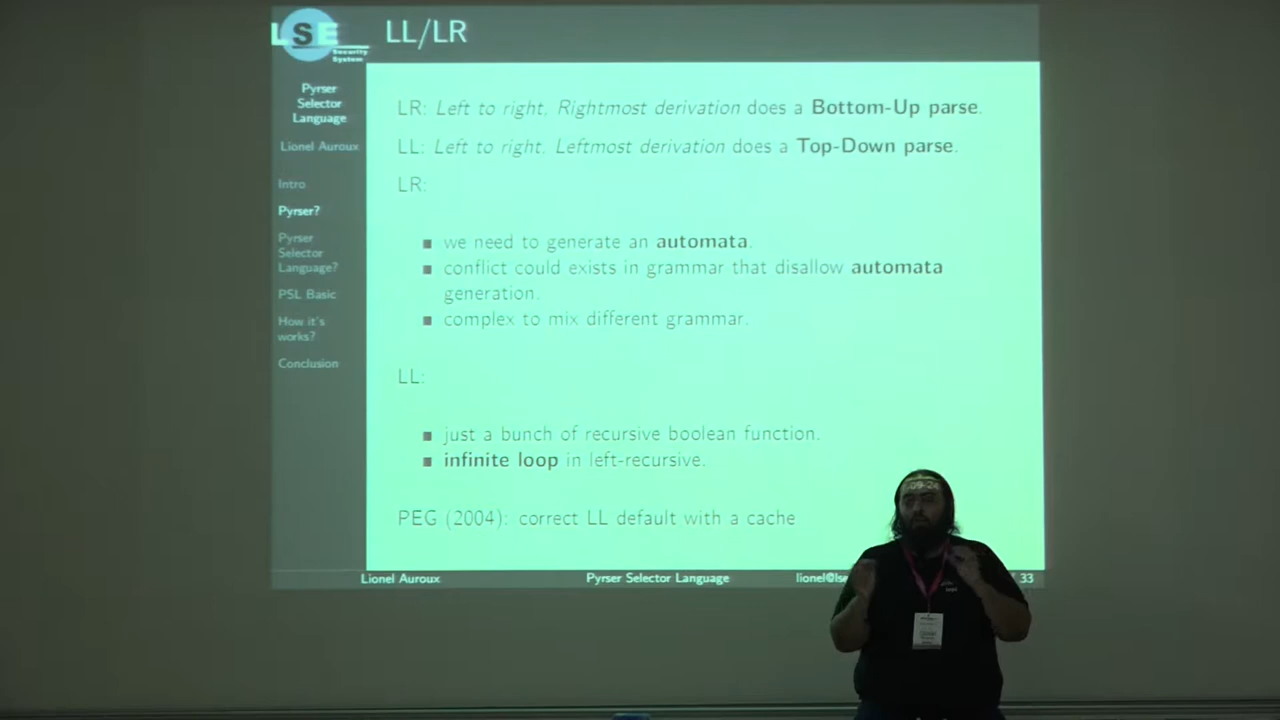 LSE
Security
System
LL/LR
Pyrser
Selector
Language
Lionel Auroux
Intro
Pyrser?
Pyrser
Selector
Language?
PSL Basic
How it's
works?
Conclusion
LR: Left to right, Rightmost derivation does a Bottom-Up parse.
LL: Left to right. Leftmost derivation does a Top-Down parse.
LR:
we need to generate an automata.
conflict could exists in grammar that disallow automata
generation.
complex to mix different grammar.
LL:
just a bunch of recursive boolean function.
infinite loop in left-recursive.
PEG (2004): correct LL default with a cache
Lionel Auroux Pyrser Selector Language lionel@ls 33